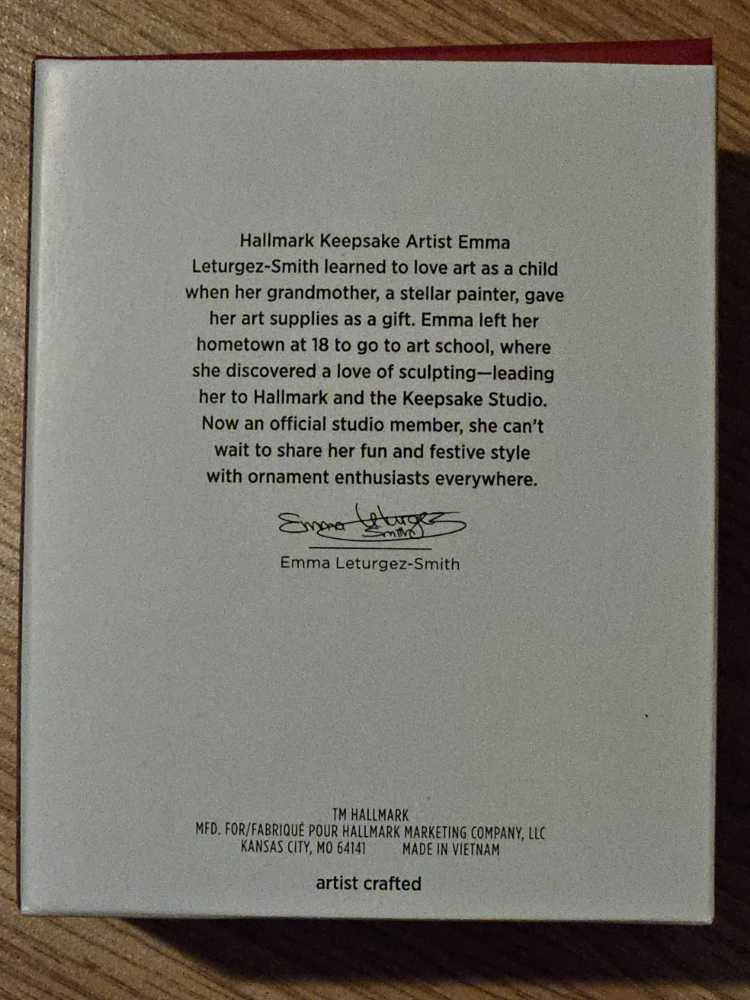 Hallmark Keepsake Artist Emma
Leturgez-Smith learned to love art as a child
when her grandmother, a stellar painter, gave
her art supplies as a gift. Emma left her
hometown at 18 to go to art school, where
she discovered a love of sculpting—leading
her to Hallmark and the Keepsake Studio.
Now an official studio member, she can't
wait to share her fun and festive style
with ornament enthusiasts everywhere.
Emma Leturgez
Smith
Emma Leturgez-Smith
TM HALLMARK
MFD. FOR/FABRIQUÉ POUR HALLMARK MARKETING COMPANY, LLC
KANSAS CITY, MO 64141 MADE IN VIETNAM
artist crafted